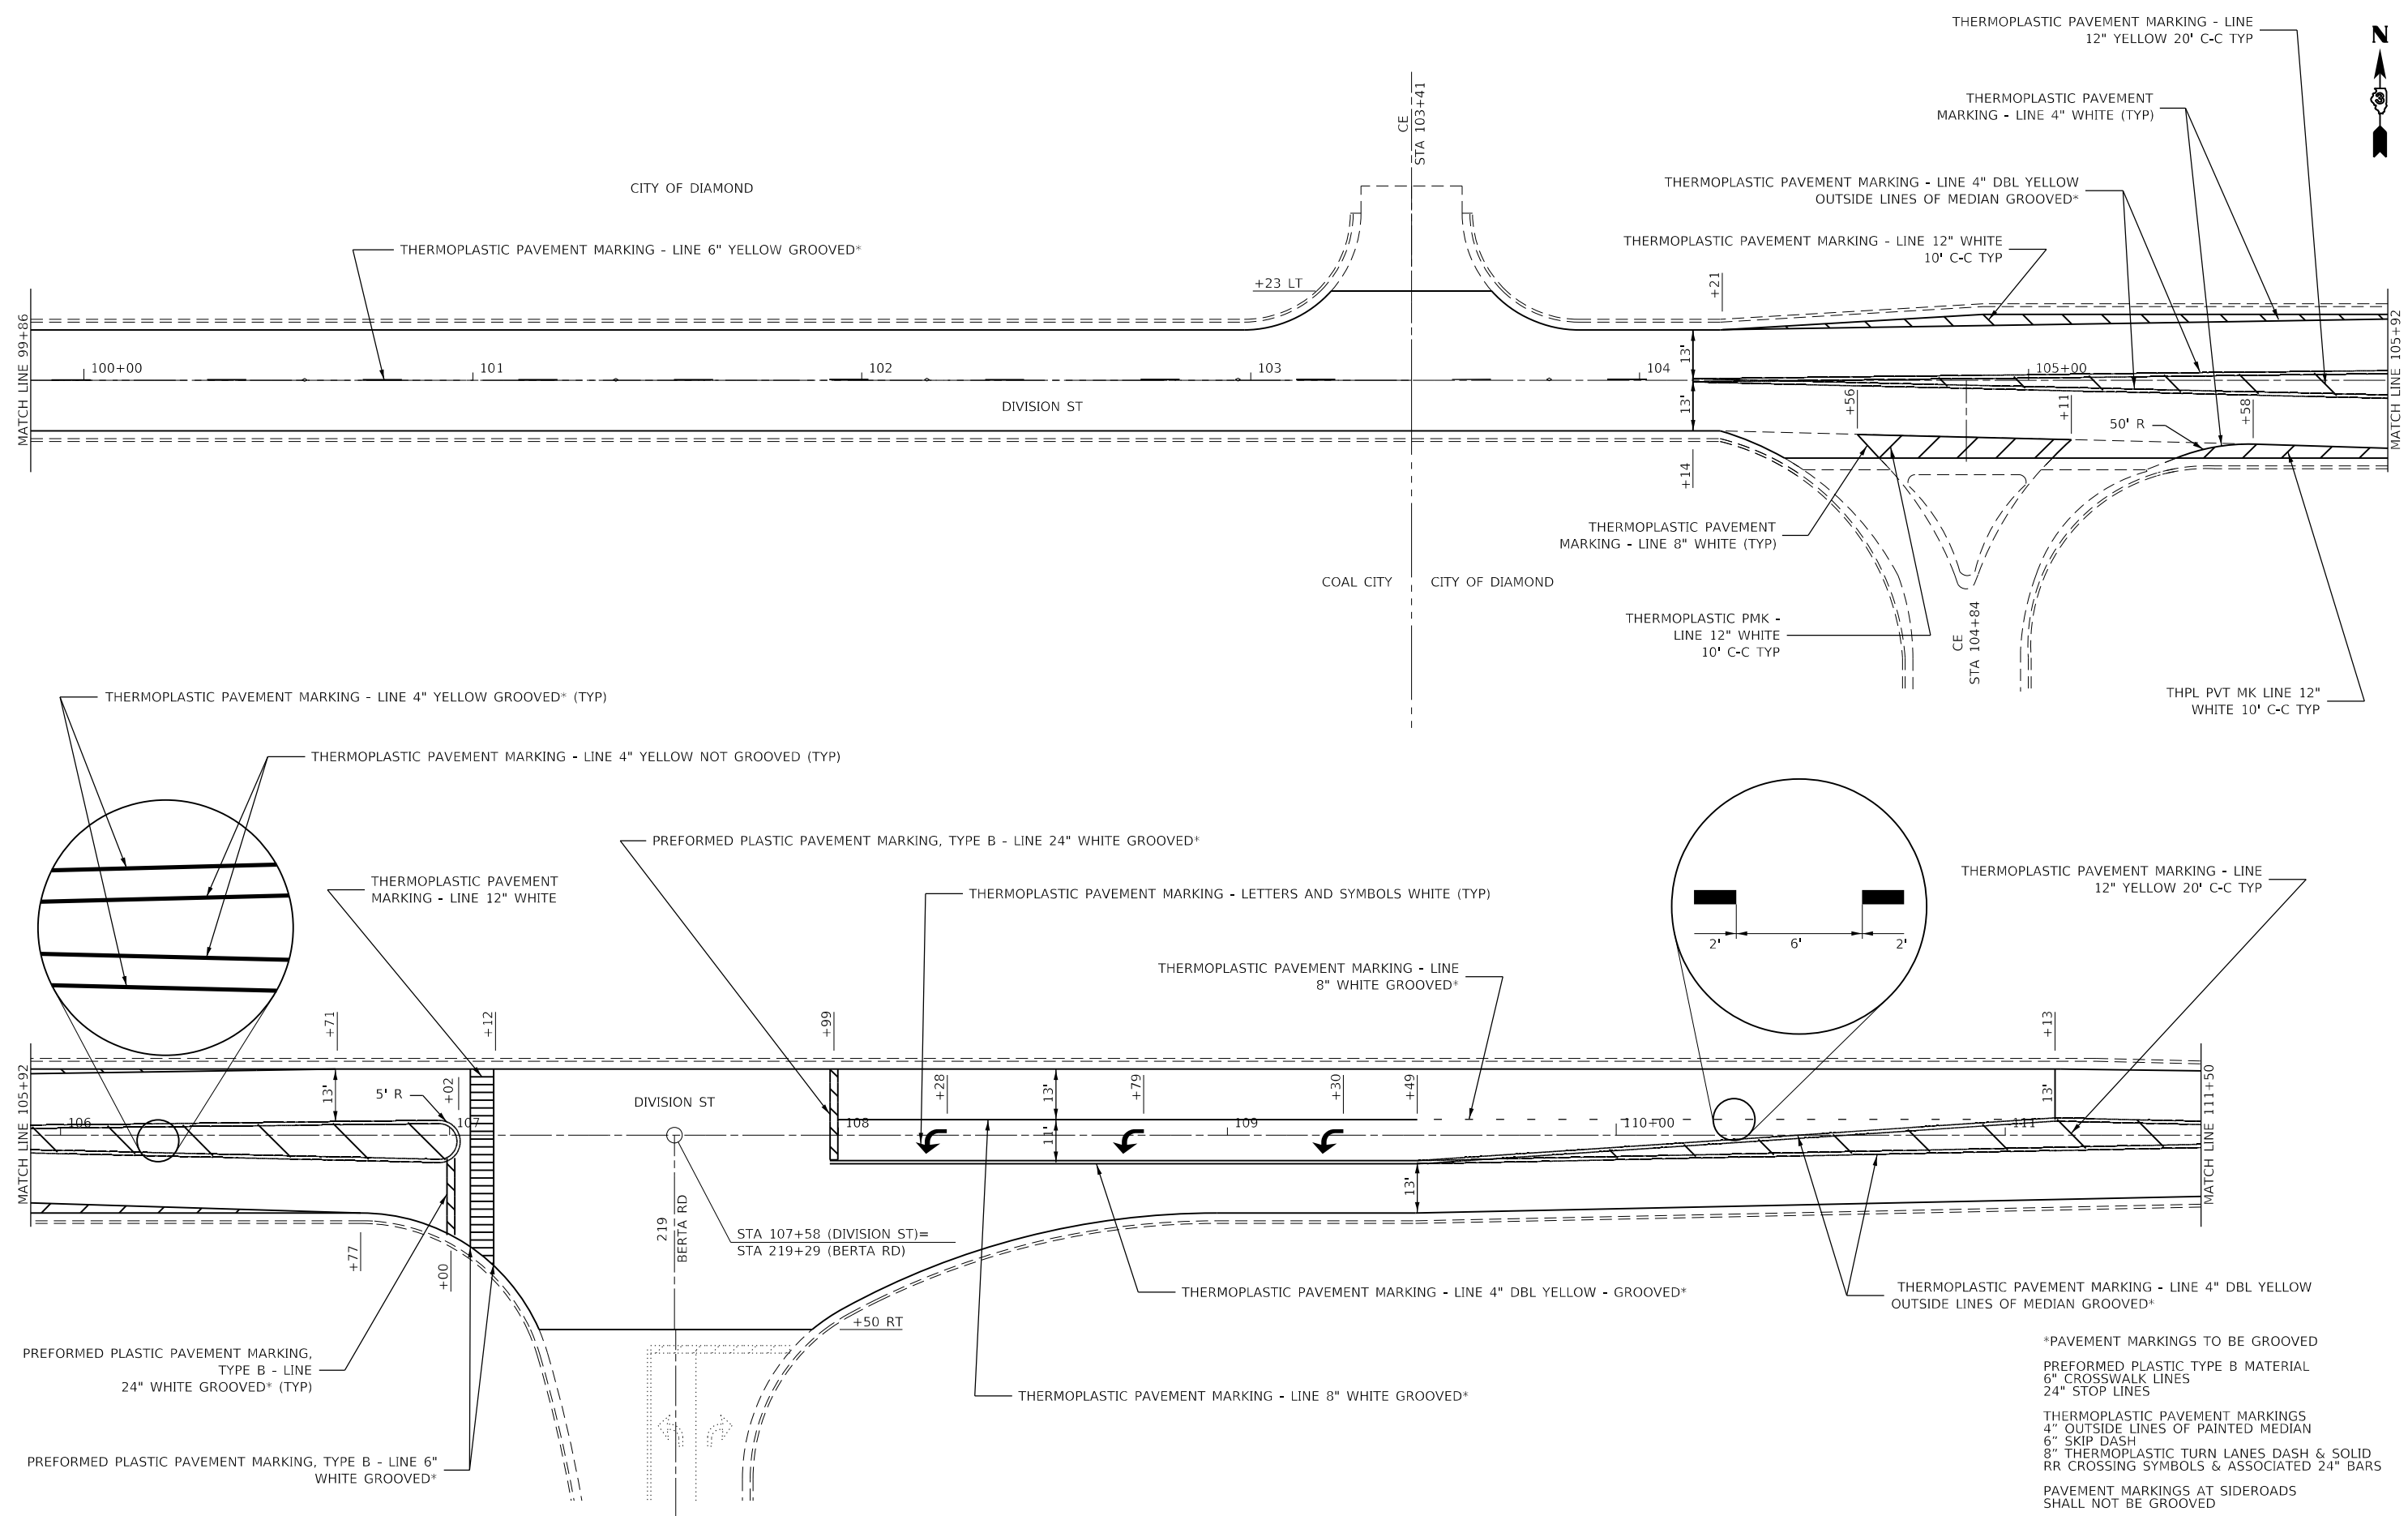 THERMOPLASTIC PAVEMENT MARKING - LINE
12" YELLOW 20' C-C TYP
N
3
THERMOPLASTIC PAVEMENT
MARKING - LINE 4" WHITE (TYP)
CE
STA 103+41
CITY OF DIAMOND
THERMOPLASTIC PAVEMENT MARKING - LINE 4" DBL YELLOW
OUTSIDE LINES OF MEDIAN GROOVED*
THERMOPLASTIC PAVEMENT MARKING - LINE 6" YELLOW GROOVED*
THERMOPLASTIC PAVEMENT MARKING - LINE 12" WHITE
10' C-C TYP
+23 LT
+21
MATCH LINE 99+86
100+00
101
102
103
104
105+00
MATCH LINE 105+92
13'
13'
DIVISION ST
+56
+11
+58
50' R
+14
THERMOPLASTIC PAVEMENT
MARKING - LINE 8" WHITE (TYP)
COAL CITY
CITY OF DIAMOND
THERMOPLASTIC PMK -
LINE 12" WHITE
10' C-C TYP
CE
STA 104+84
THPL PVT MK LINE 12"
WHITE 10' C-C TYP
THERMOPLASTIC PAVEMENT MARKING - LINE 4" YELLOW GROOVED* (TYP)
THERMOPLASTIC PAVEMENT MARKING - LINE 4" YELLOW NOT GROOVED (TYP)
PREFORMED PLASTIC PAVEMENT MARKING, TYPE B - LINE 24" WHITE GROOVED*
THERMOPLASTIC PAVEMENT
MARKING - LINE 12" WHITE
THERMOPLASTIC PAVEMENT MARKING - LETTERS AND SYMBOLS WHITE (TYP)
THERMOPLASTIC PAVEMENT MARKING - LINE
12" YELLOW 20' C-C TYP
2'
6'
2'
THERMOPLASTIC PAVEMENT MARKING - LINE
8" WHITE GROOVED*
+71
+12
+99
+13
MATCH LINE 105+92
13'
5' R
+02
DIVISION ST
+28
13'
+79
+30
+49
13'
MATCH LINE 111+50
106
107
108
11'
109
110+00
111
13'
+77
+00
219
BERTA RD
STA 107+58 (DIVISION ST)=
STA 219+29 (BERTA RD)
THERMOPLASTIC PAVEMENT MARKING - LINE 4" DBL YELLOW - GROOVED*
THERMOPLASTIC PAVEMENT MARKING - LINE 4" DBL YELLOW
OUTSIDE LINES OF MEDIAN GROOVED*
+50 RT
PREFORMED PLASTIC PAVEMENT MARKING,
TYPE B - LINE
24" WHITE GROOVED* (TYP)
THERMOPLASTIC PAVEMENT MARKING - LINE 8" WHITE GROOVED*
PREFORMED PLASTIC PAVEMENT MARKING, TYPE B - LINE 6"
WHITE GROOVED*
*PAVEMENT MARKINGS TO BE GROOVED
PREFORMED PLASTIC TYPE B MATERIAL
6" CROSSWALK LINES
24" STOP LINES
THERMOPLASTIC PAVEMENT MARKINGS
4" OUTSIDE LINES OF PAINTED MEDIAN
6" SKIP DASH
8" THERMOPLASTIC TURN LANES DASH & SOLID
RR CROSSING SYMBOLS & ASSOCIATED 24" BARS
PAVEMENT MARKINGS AT SIDEROADS
SHALL NOT BE GROOVED